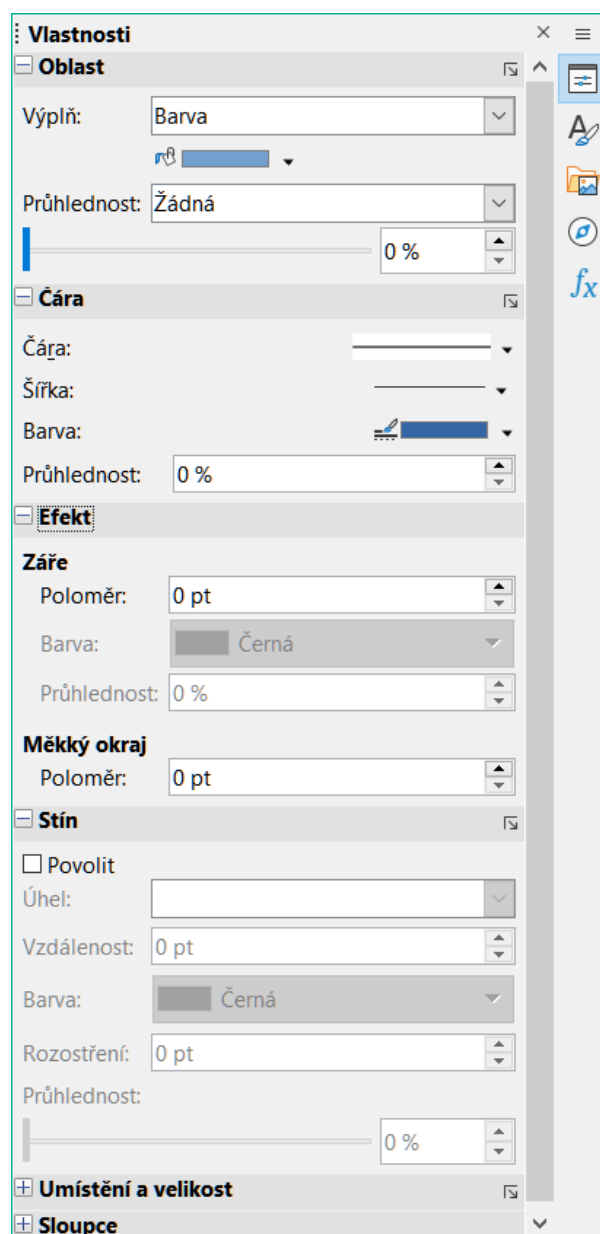 Vlastnosti
Oblast
Výplň: Barva
Průhlednost: Žádná
0 %
Čára
Čára:
Šířka:
Barva:
Průhlednost: 0 %
Efekt
Záře
Poloměr: 0 pt
Barva: Černá
Průhlednost: 0 %
Měkký okraj
Poloměr: 0 pt
Stín
Povolit
Úhel:
Vzdálenost: 0 pt
Barva: Černá
Rozostření: 0 pt
Průhlednost:
0 %
Umístění a velikost
Sloupce